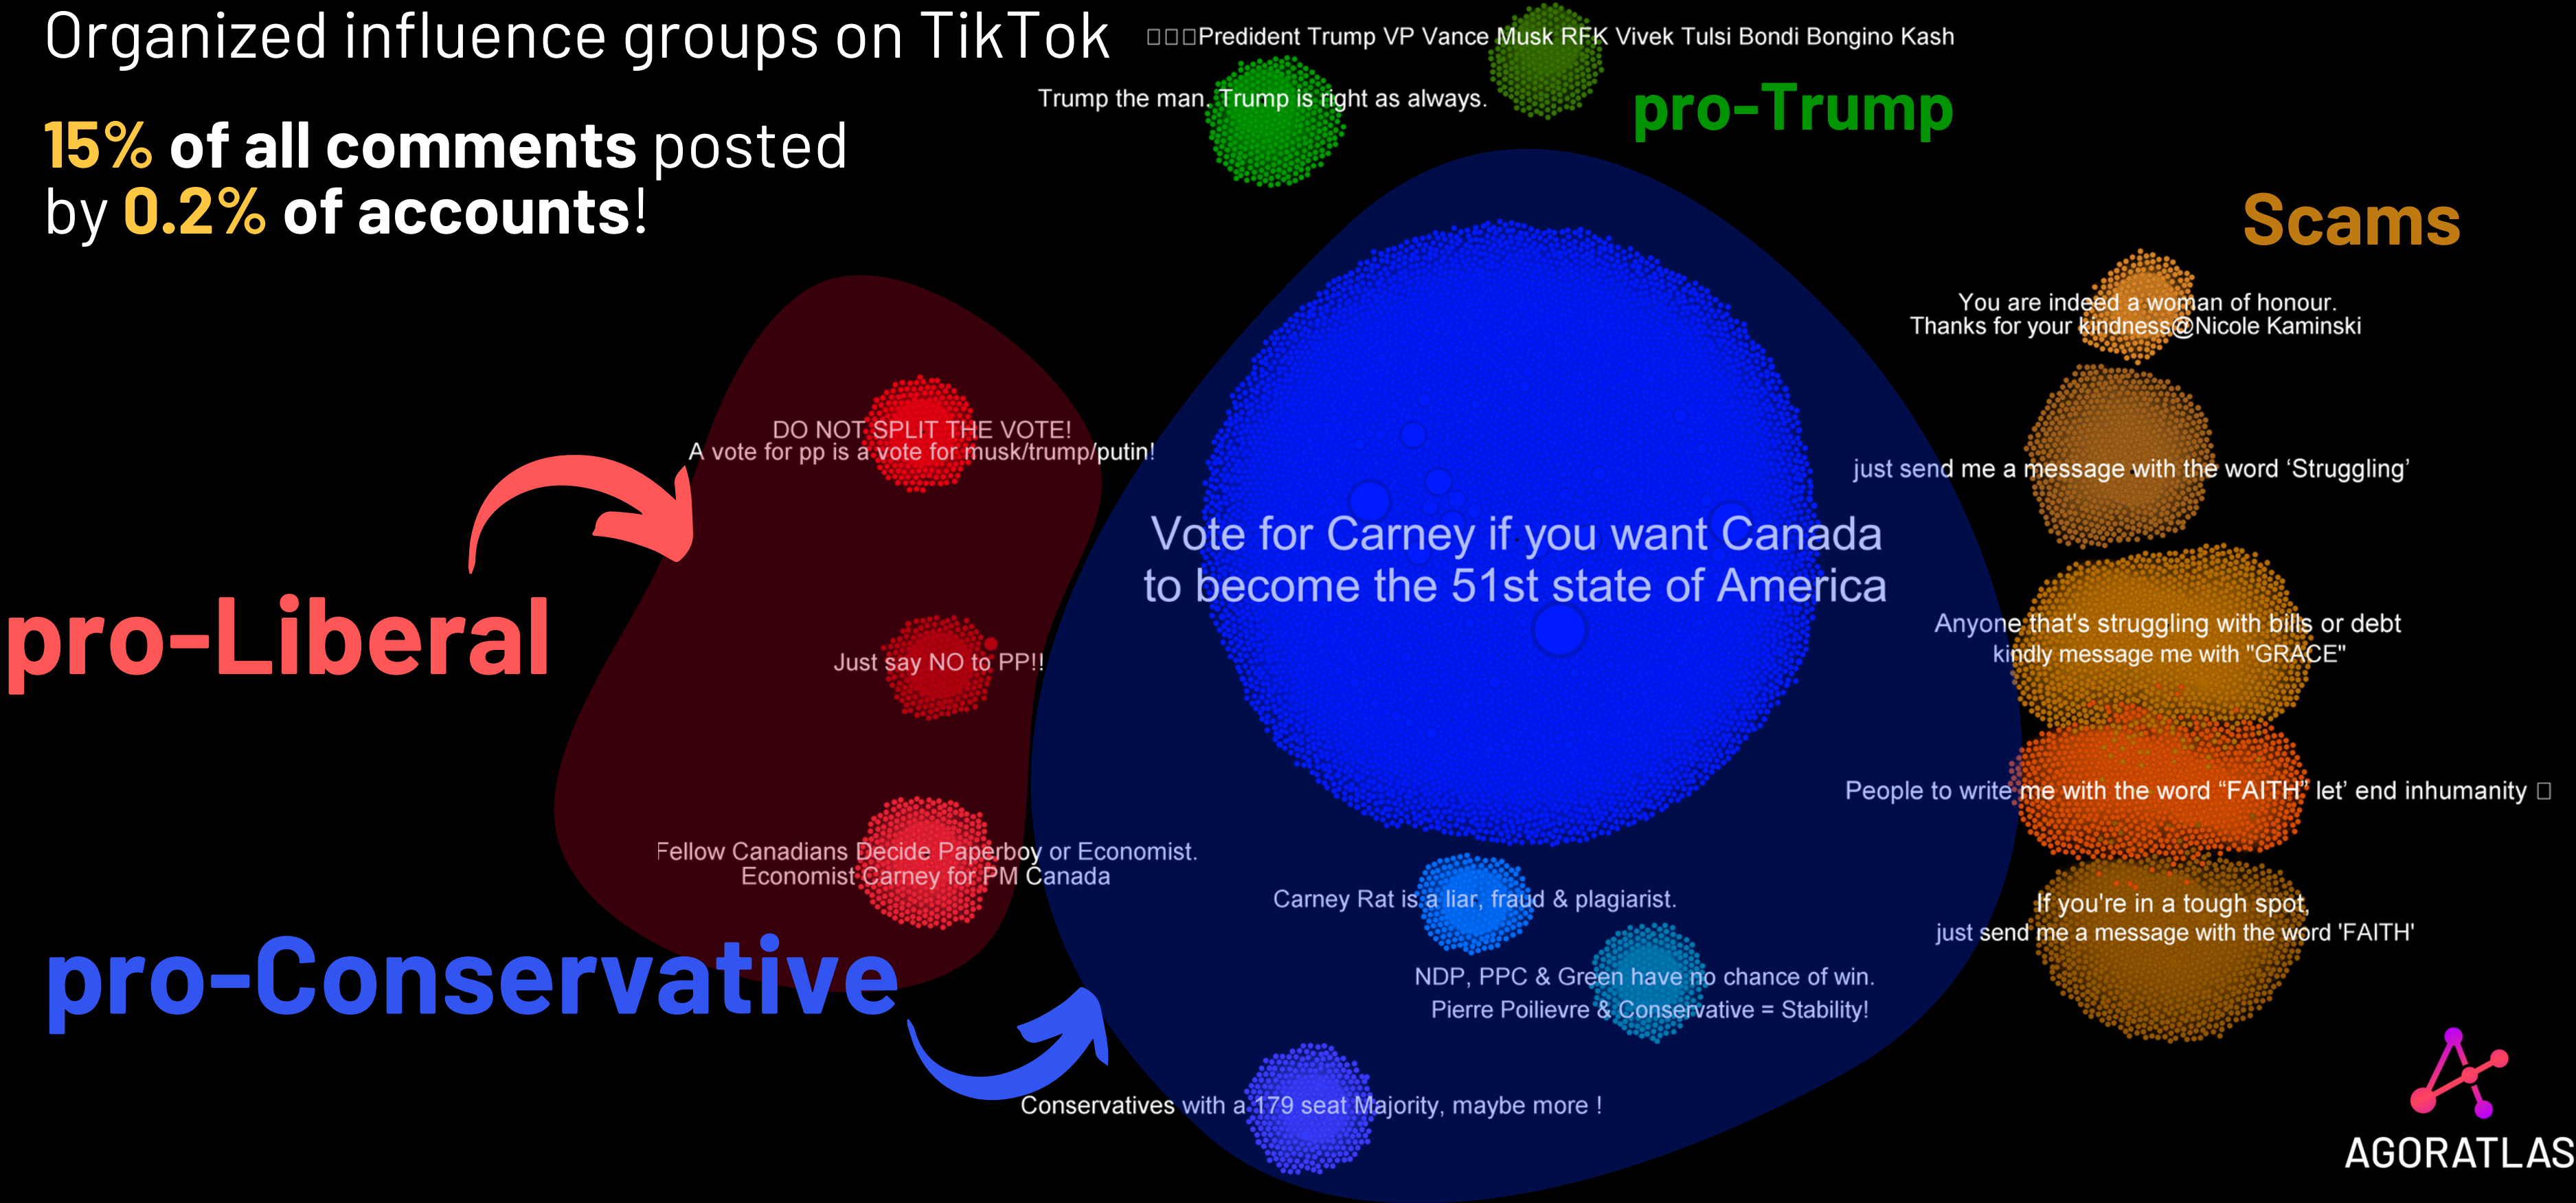 Organized influence groups on TikTok
15% of all comments posted
by 0.2% of accounts!
□□□Predident Trump VP Vance Musk RFK Vivek Tulsi Bondi Bongino Kash
Trump the man. Trump is right as always.
pro-Trump
Scams
You are indeed a woman of honour.
Thanks for your kindness@Nicole Kaminski
DO NOT SPLIT THE VOTE!
A vote for pp is a vote for musk/trump/putin!
just send me a message with the word ‘Struggling’
Vote for Carney if you want Canada
to become the 51st state of America
pro-Liberal
Just say NO to PP!!
Anyone that's struggling with bills or debt
kindly message me with "GRACE"
People to write me with the word “FAITH” let’ end inhumanity □
Fellow Canadians Decide Paperboy or Economist.
Economist Carney for PM Canada
Carney Rat is a liar, fraud & plagiarist.
If you're in a tough spot,
just send me a message with the word 'FAITH'
pro-Conservative
NDP, PPC & Green have no chance of win.
Pierre Poilievre & Conservative = Stability!
Conservatives with a 179 seat Majority, maybe more !
AGORATLAS